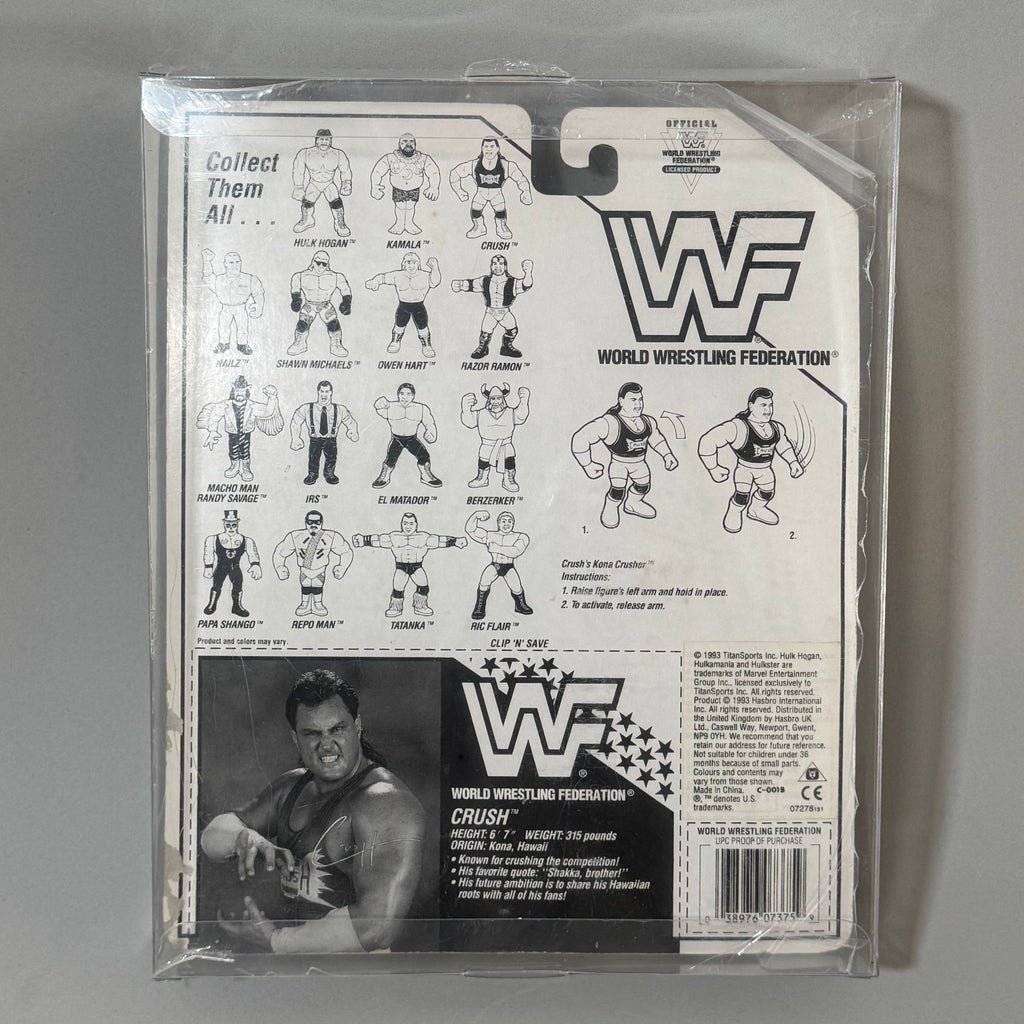 Collect
Them
All . . .
HULK HOGAN™
KAMALA™
CRUSH™
NAILZ™
SHAWN MICHAELS™
OWEN HART™
RAZOR RAMON™
MACHO MAN
RANDY SAVAGE™
IRS™
EL MATADOR™
BERZERKER™
PAPA SHANGO™
REPO MAN™
TATANKA™
RIC FLAIR™
Product and colors may vary.
CLIP 'N' SAVE
OFFICIAL
WF
WORLD WRESTLING
FEDERATION®
LICENSED PRODUCT
WF®
WORLD WRESTLING FEDERATION®
1.
2.
Crush's Kona Crusher™
Instructions:
1. Raise figure's left arm and hold in place.
2. To activate, release arm.
WF®
WORLD WRESTLING FEDERATION®
CRUSH™
HEIGHT: 6' 7" WEIGHT: 315 pounds
ORIGIN: Kona, Hawaii
• Known for crushing the competition!
• His favorite quote: "Shakka, brother!"
• His future ambition is to share his Hawaiian
roots with all of his fans!
© 1993 TitanSports Inc. Hulk Hogan,
Hulkamania and Hulkster are
trademarks of Marvel Entertainment
Group Inc., licensed exclusively to
TitanSports Inc. All rights reserved.
Product © 1993 Hasbro International
Inc. All rights reserved. Distributed in
the United Kingdom by Hasbro UK
Ltd., Caswell Way, Newport, Gwent,
NP9 0YH. We recommend that you
retain our address for future reference.
Not suitable for children under 36
months because of small parts.
Colours and contents may
vary from those shown.
Made in China. C-001B
®, ™ denotes U.S.
trademarks.
CE
07278151
WORLD WRESTLING FEDERATION
UPC PROOF OF PURCHASE
0 38976 07375 9